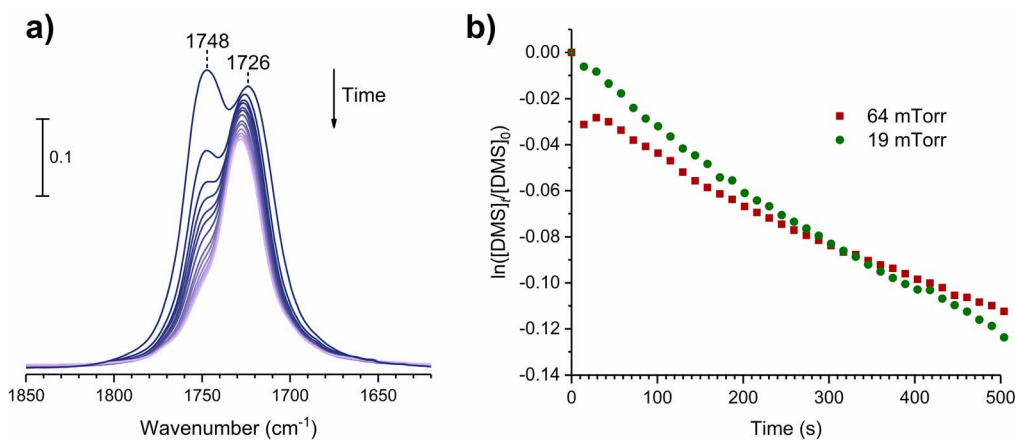 a)
1748
1726
Time
0.1
1850 1800 1750 1700 1650
Wavenumber (cm⁻¹)
b)
0.00
-0.02
-0.04
-0.06
-0.08
-0.10
-0.12
-0.14
ln([DMS]ₜ/[DMS]₀)
64 mTorr
19 mTorr
0 100 200 300 400 500
Time (s)